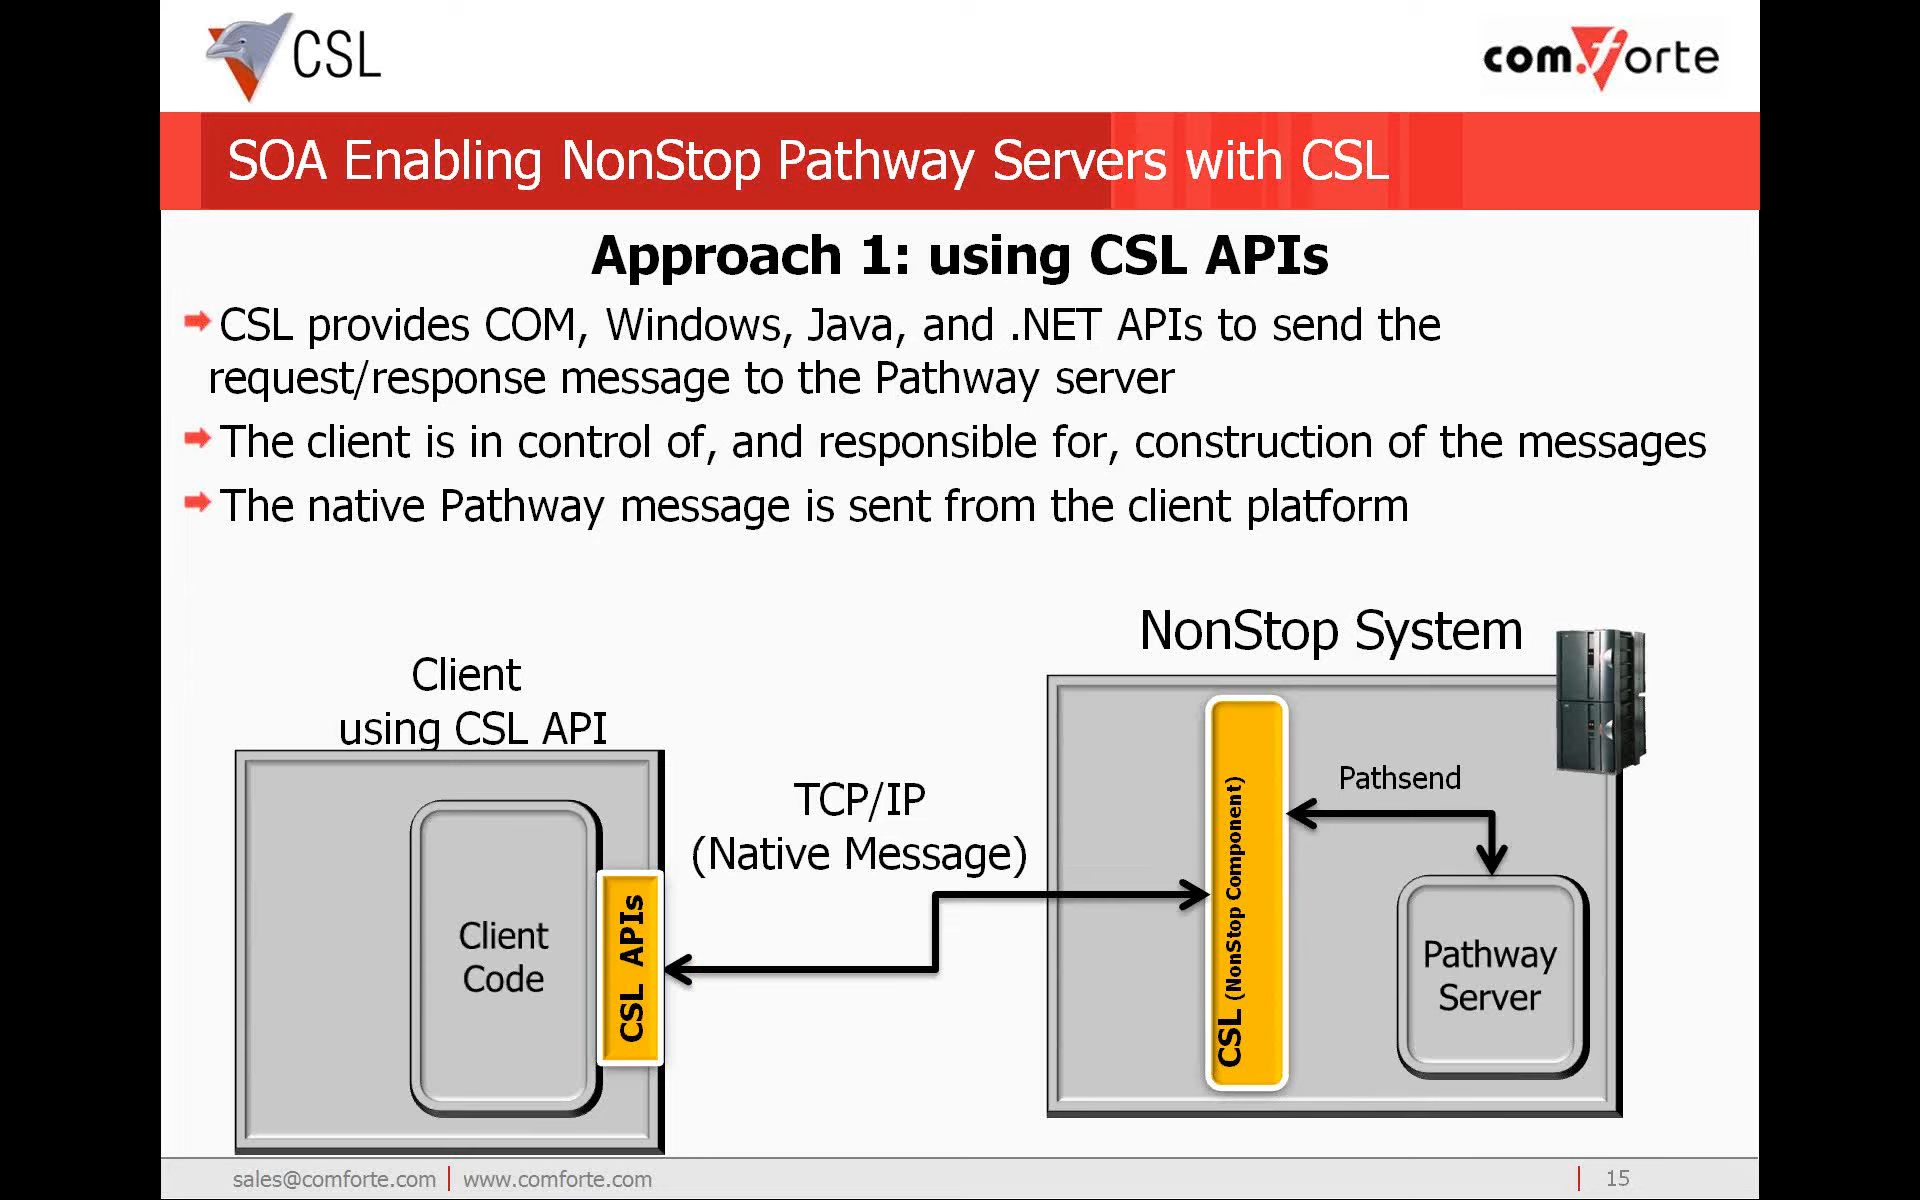 CSL
com.forte
SOA Enabling NonStop Pathway Servers with CSL
Approach 1: using CSL APIs
CSL provides COM, Windows, Java, and .NET APIs to send the
request/response message to the Pathway server
The client is in control of, and responsible for, construction of the messages
The native Pathway message is sent from the client platform
NonStop System
Client
using CSL API
TCP/IP
(Native Message)
Pathsend
Client
Code
CSL APIs
CSL (NonStop Component)
Pathway
Server
sales@comforte.com | www.comforte.com
15